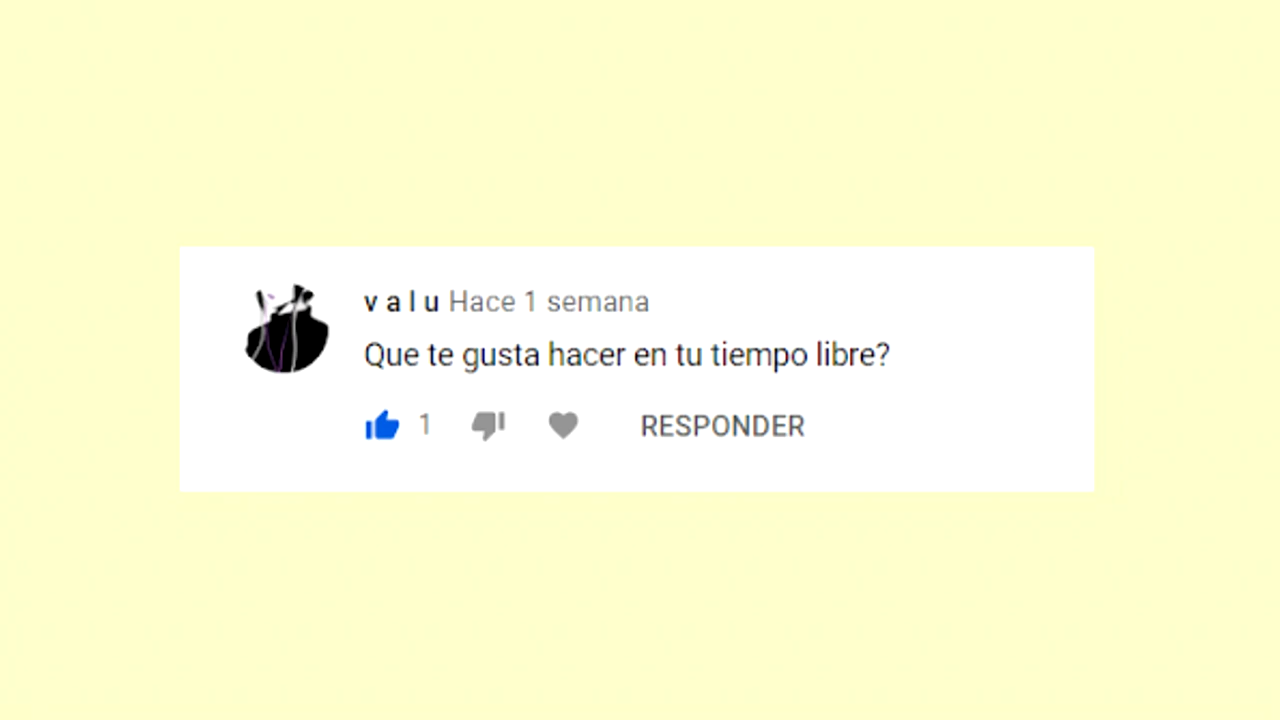 v a l u Hace 1 semana
Que te gusta hacer en tu tiempo libre?
1 RESPONDER